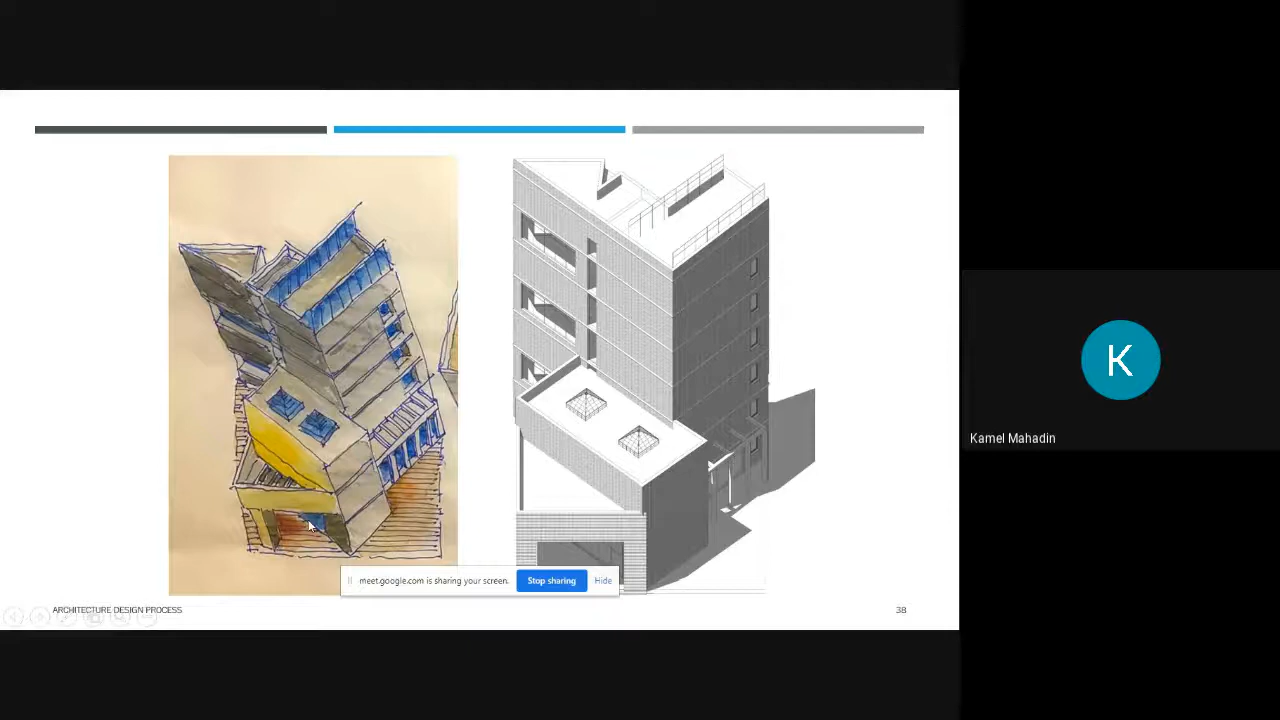 K
Kamel Mahadin
meet.google.com is sharing your screen.
Stop sharing
Hide
ARCHITECTURE DESIGN PROCESS
38